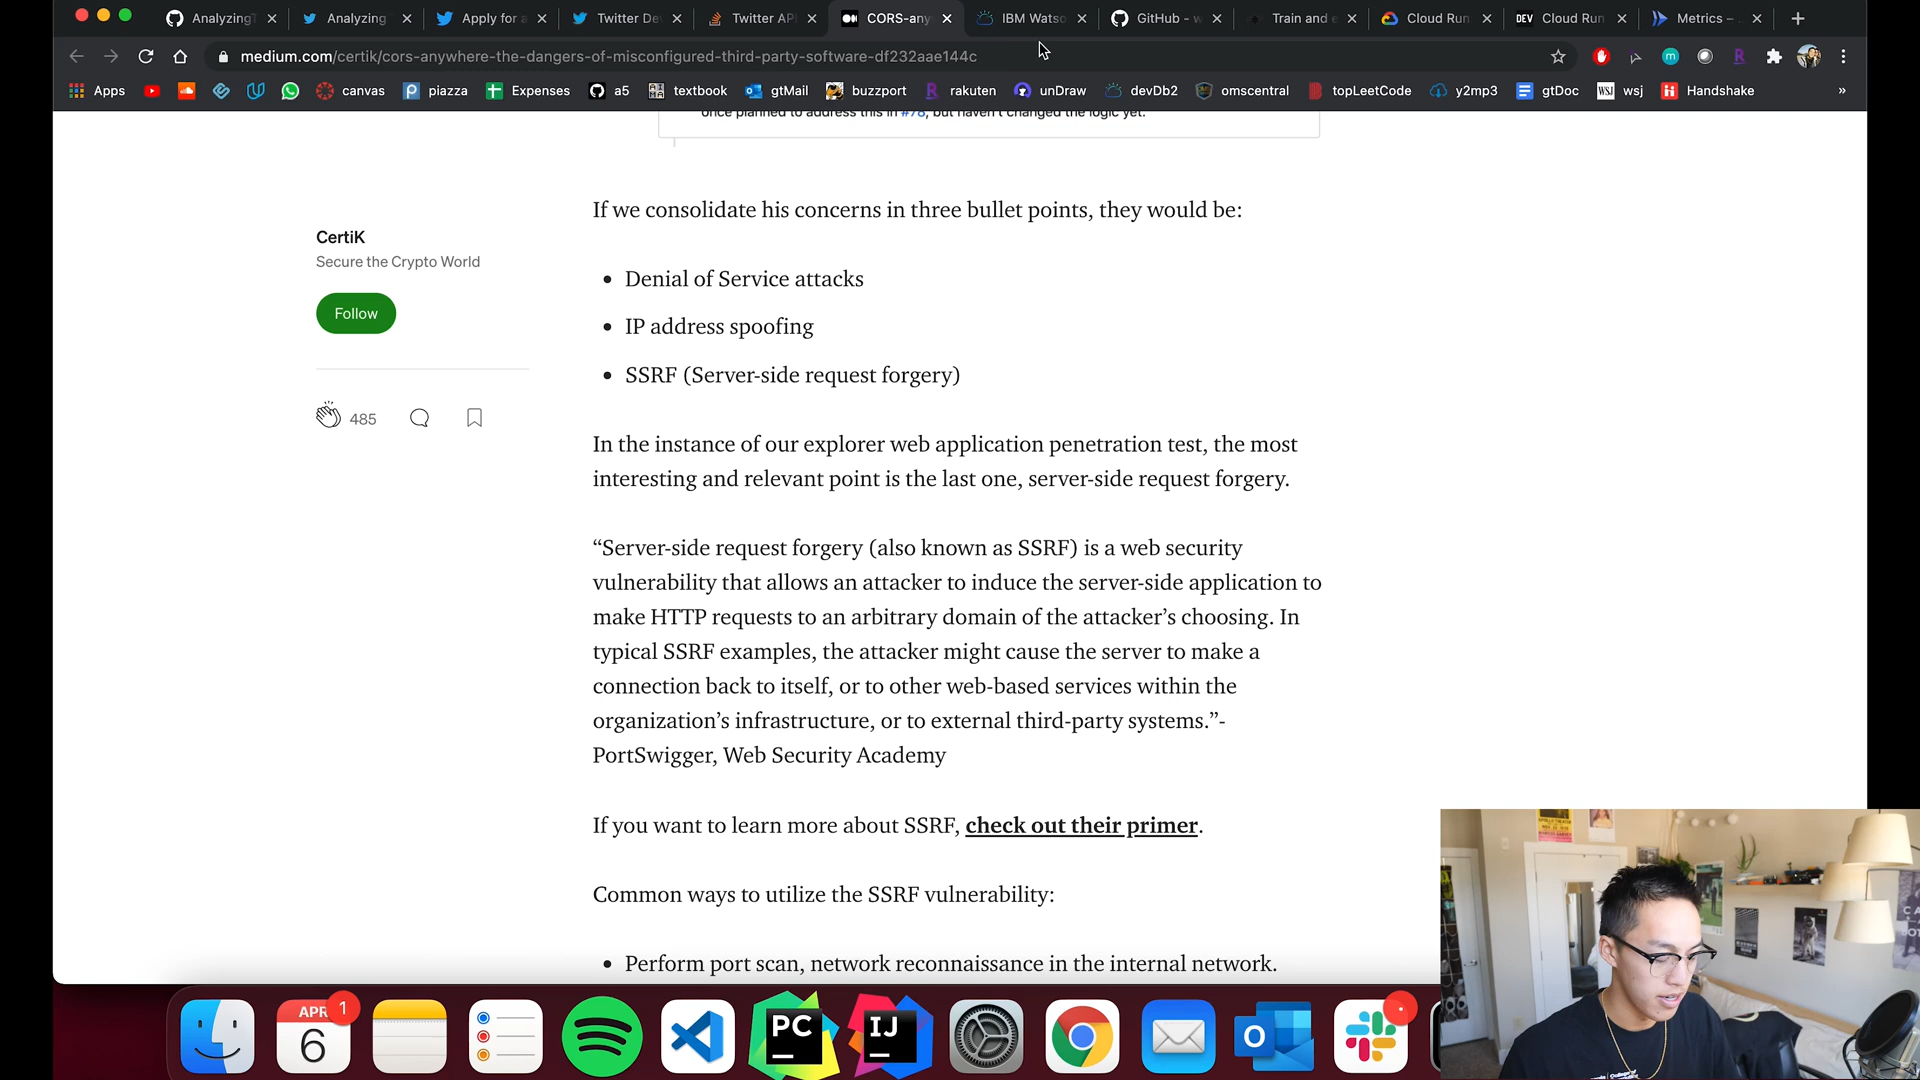 AnalyzingT
Analyzing
Apply for a
Twitter De
Twitter AP
CORS-any
IBM Watso
GitHub - w
Train and e
Cloud Run
DEV Cloud Run
Metrics –
medium.com/certik/cors-anywhere-the-dangers-of-misconfigured-third-party-software-df232aae144c
Apps canvas piazza Expenses a5 textbook gtMail buzzport rakuten unDraw devDb2 omscentral topLeetCode y2mp3 gtDoc WSJ wsj Handshake »
once planned to address this in #78, but haven't changed the logic yet.
If we consolidate his concerns in three bullet points, they would be:
CertiK
Secure the Crypto World
Follow
485
• Denial of Service attacks
• IP address spoofing
• SSRF (Server-side request forgery)
In the instance of our explorer web application penetration test, the most
interesting and relevant point is the last one, server-side request forgery.
“Server-side request forgery (also known as SSRF) is a web security
vulnerability that allows an attacker to induce the server-side application to
make HTTP requests to an arbitrary domain of the attacker’s choosing. In
typical SSRF examples, the attacker might cause the server to make a
connection back to itself, or to other web-based services within the
organization’s infrastructure, or to external third-party systems.”-
PortSwigger, Web Security Academy
If you want to learn more about SSRF, check out their primer.
Common ways to utilize the SSRF vulnerability:
• Perform port scan, network reconnaissance in the internal network.
APR 1
6
PC
IJ